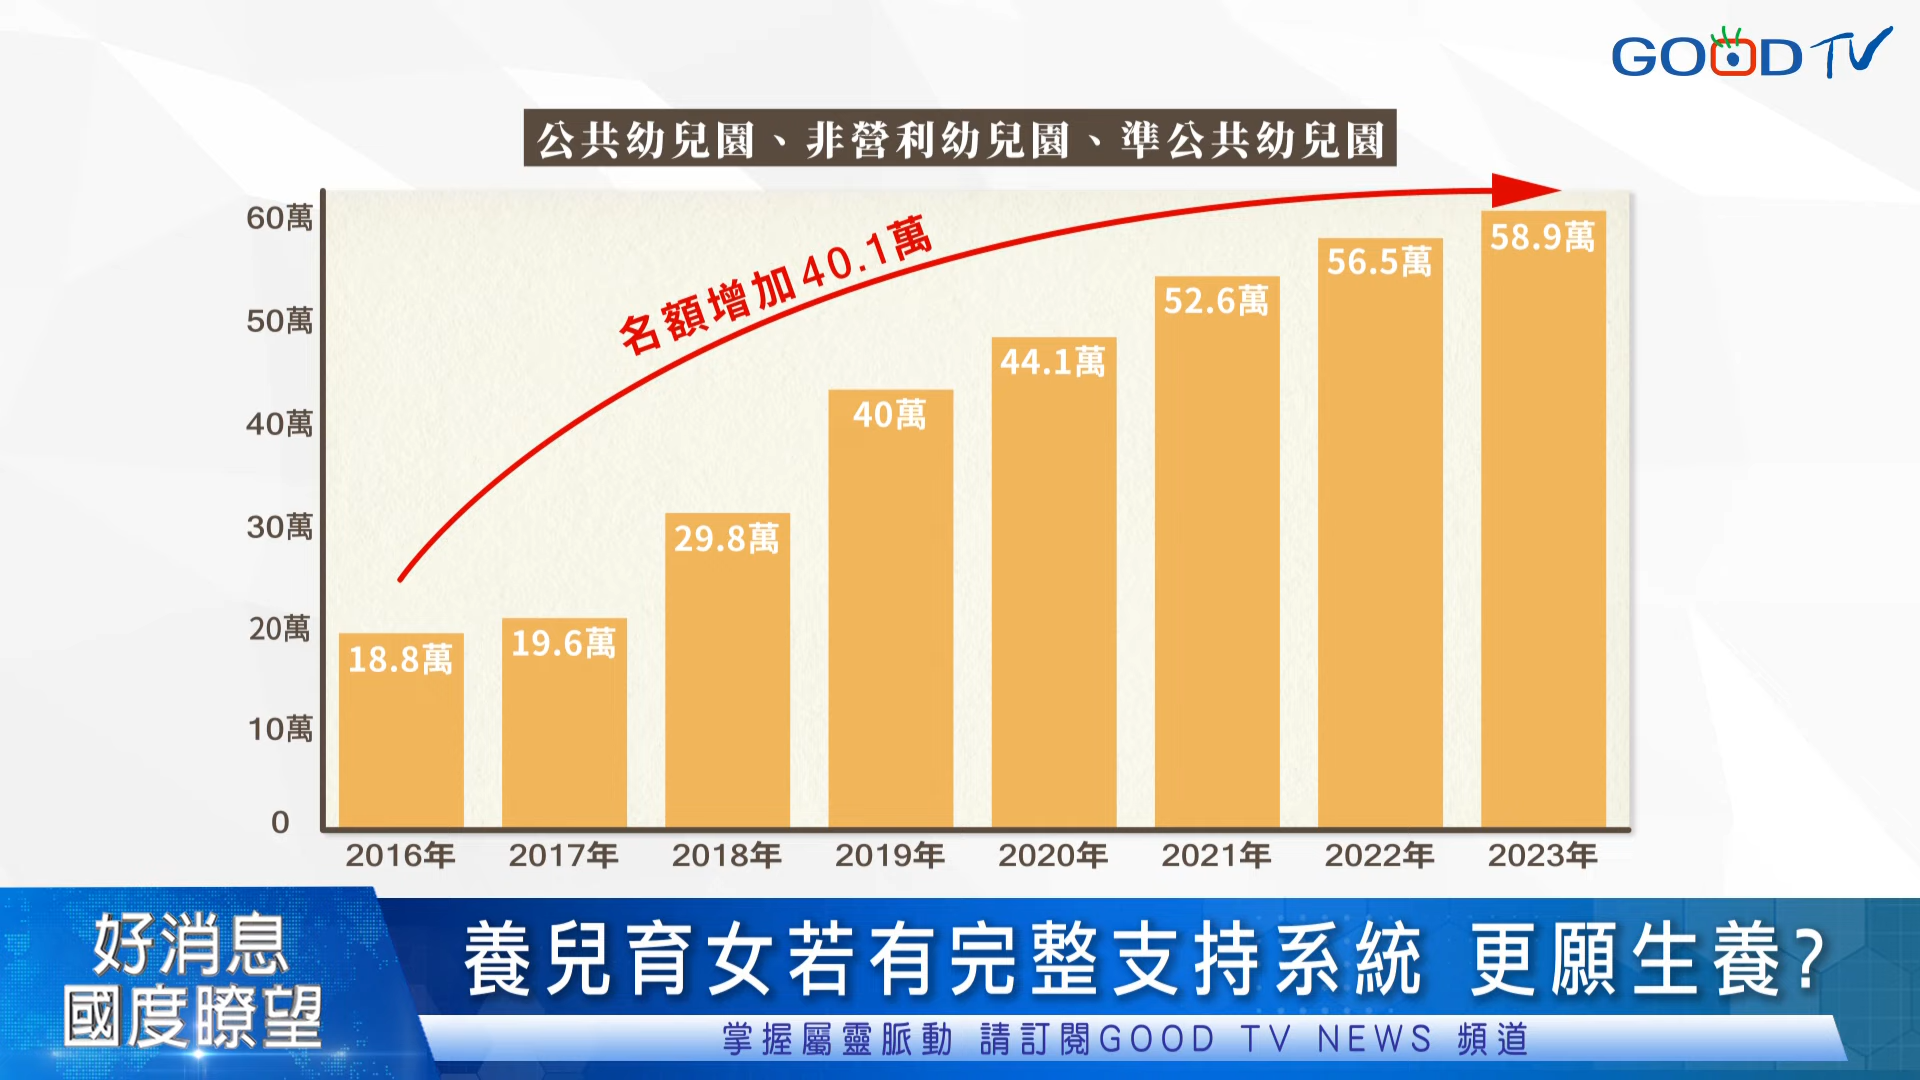 GOOD TV
公共幼兒園、非營利幼兒園、準公共幼兒園
名額增加40.1萬
60萬
50萬
40萬
30萬
20萬
10萬
0
18.8萬
19.6萬
29.8萬
40萬
44.1萬
52.6萬
56.5萬
58.9萬
2016年 2017年 2018年 2019年 2020年 2021年 2022年 2023年
好消息
國度瞭望
養兒育女若有完整支持系統 更願生養?
掌握屬靈脈動 請訂閱GOOD TV NEWS 頻道